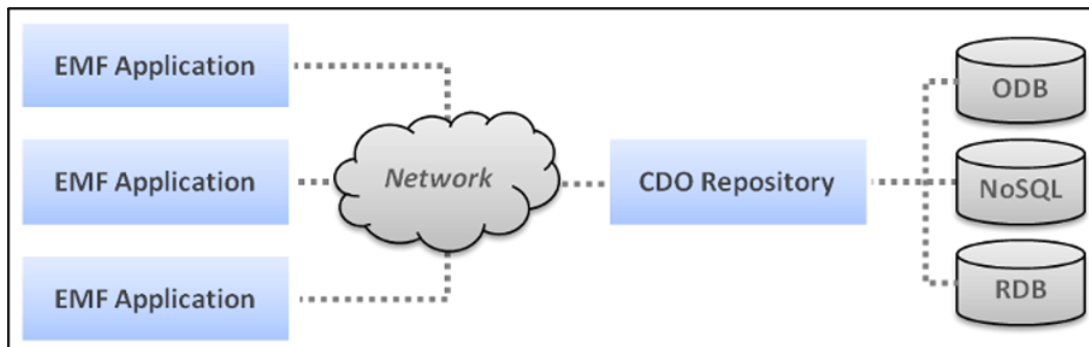 EMF Application
EMF Application
EMF Application
Network
CDO Repository
ODB
NoSQL
RDB